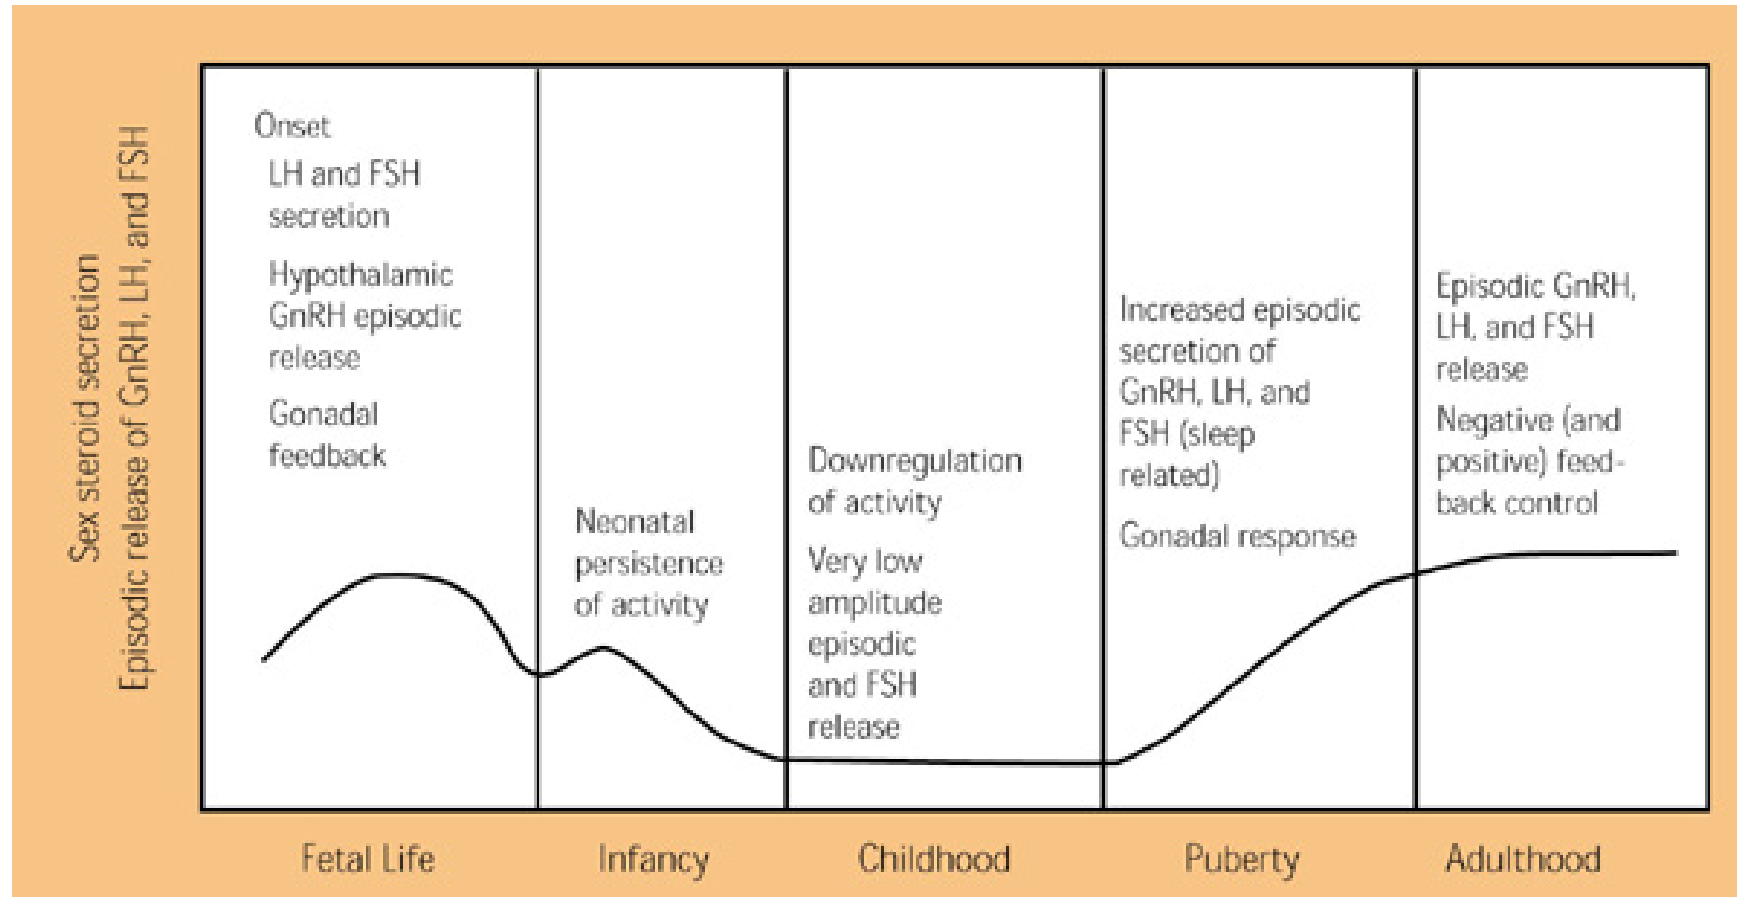 Sex steroid secretion
Episodic release of GnRH, LH, and FSH
Onset
LH and FSH
secretion
Hypothalamic
GnRH episodic
release
Gonadal
feedback
Neonatal
persistence
of activity
Downregulation
of activity
Very low
amplitude
episodic
and FSH
release
Increased episodic
secretion of
GnRH, LH, and
FSH (sleep
related)
Gonadal response
Episodic GnRH,
LH, and FSH
release
Negative (and
positive) feed-
back control
Fetal Life
Infancy
Childhood
Puberty
Adulthood